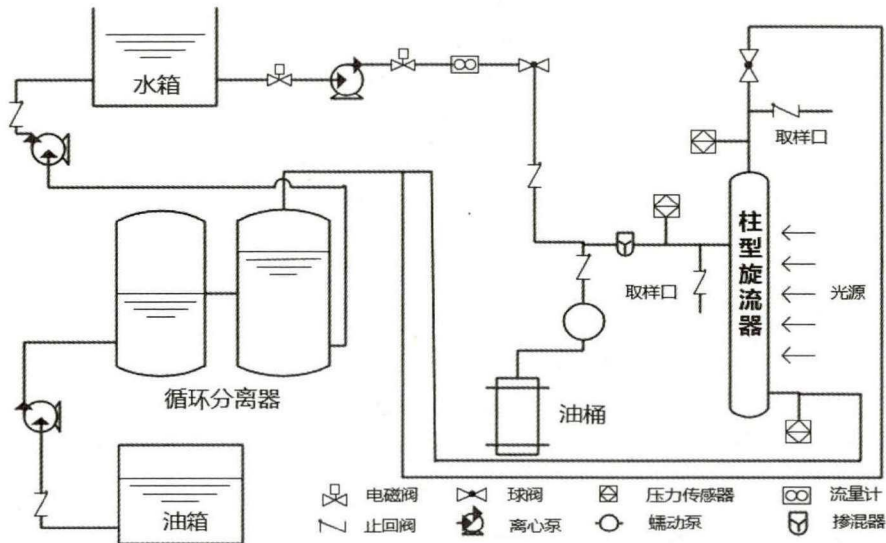 水箱
取样口
柱型旋流器
取样口
光源
循环分离器
油桶
油箱
电磁阀
球阀
压力传感器
流量计
止回阀
离心泵
蠕动泵
掺混器